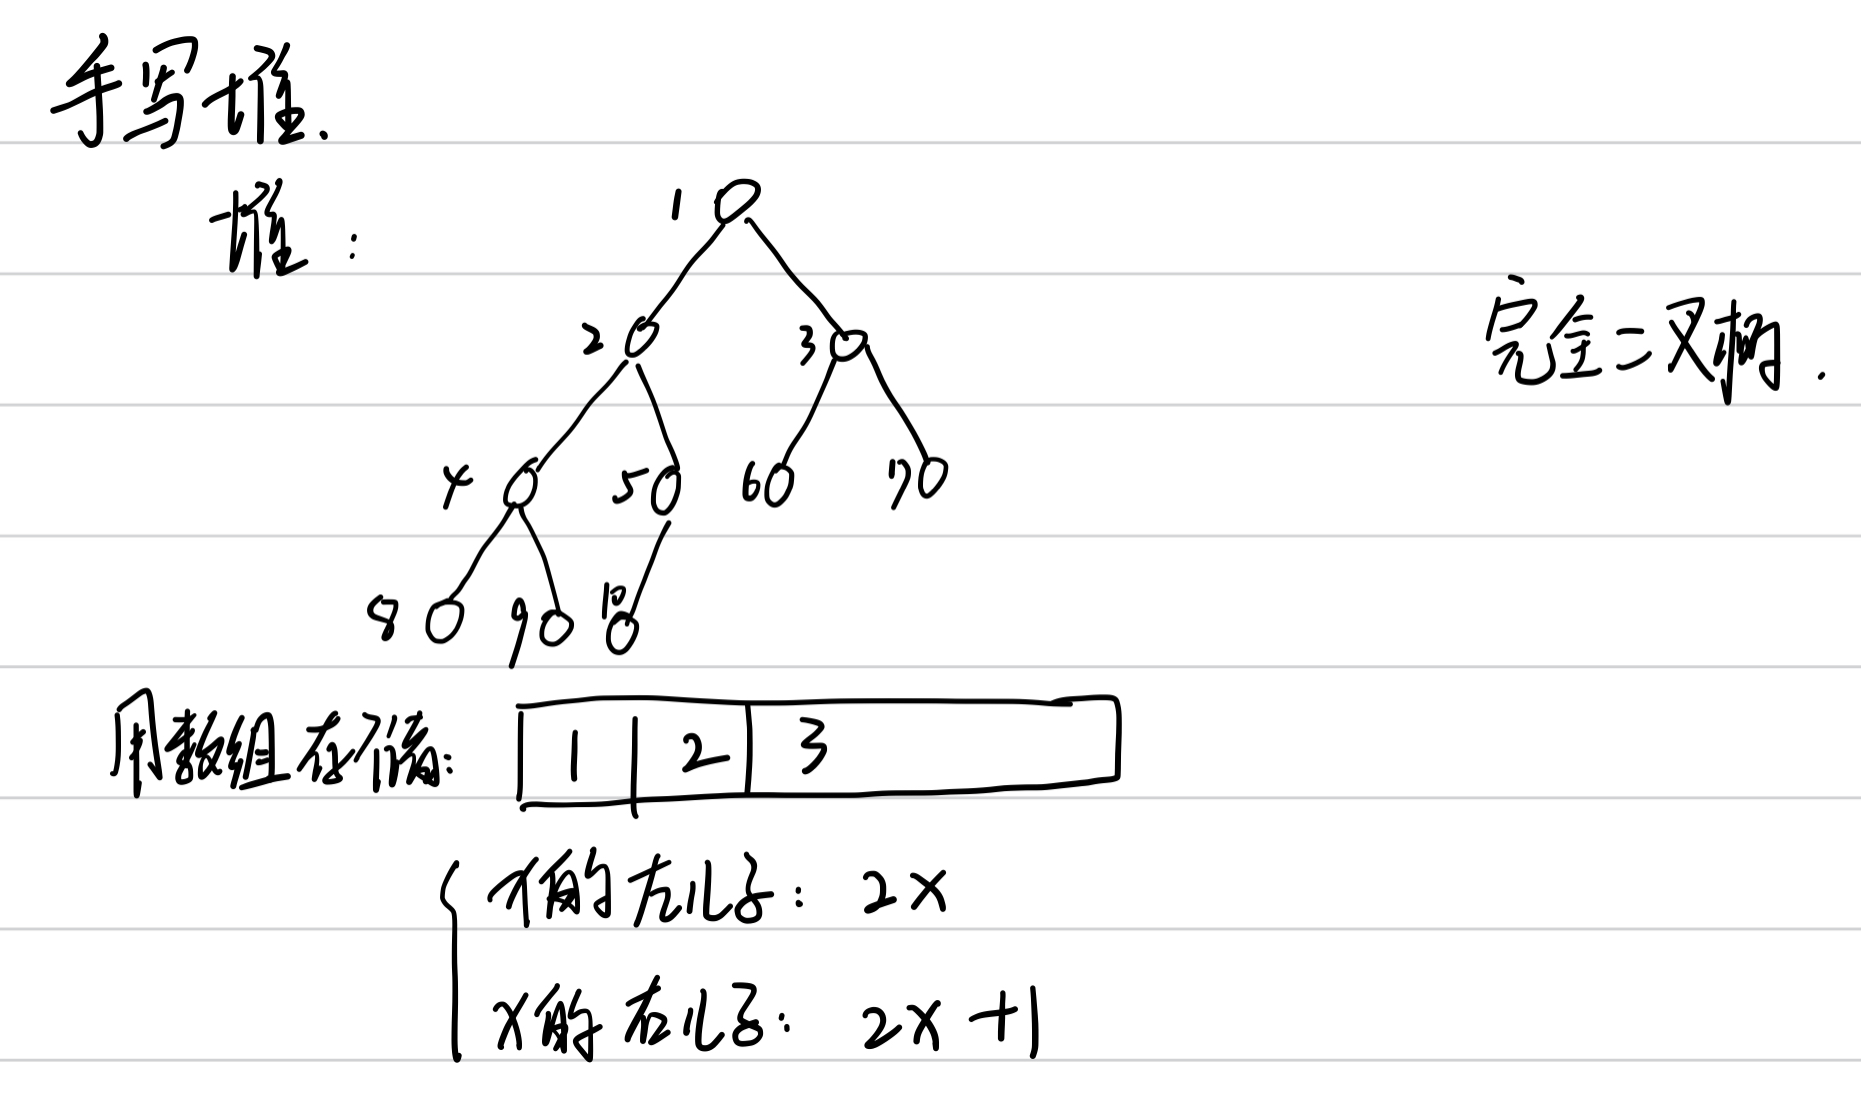 手写堆.
堆:
1
2 3
完全二叉树.
4 5 6 7
8 9 10
用数组存储: 1 2 3
x的左儿子: 2x
x的右儿子: 2x+1